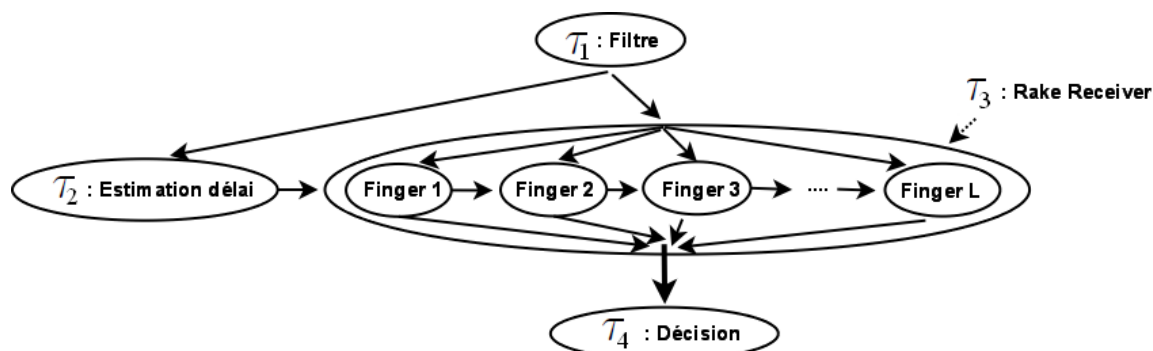 τ1 : Filtre
τ3 : Rake Receiver
τ2 : Estimation délai
Finger 1
Finger 2
Finger 3
....
Finger L
τ4 : Décision